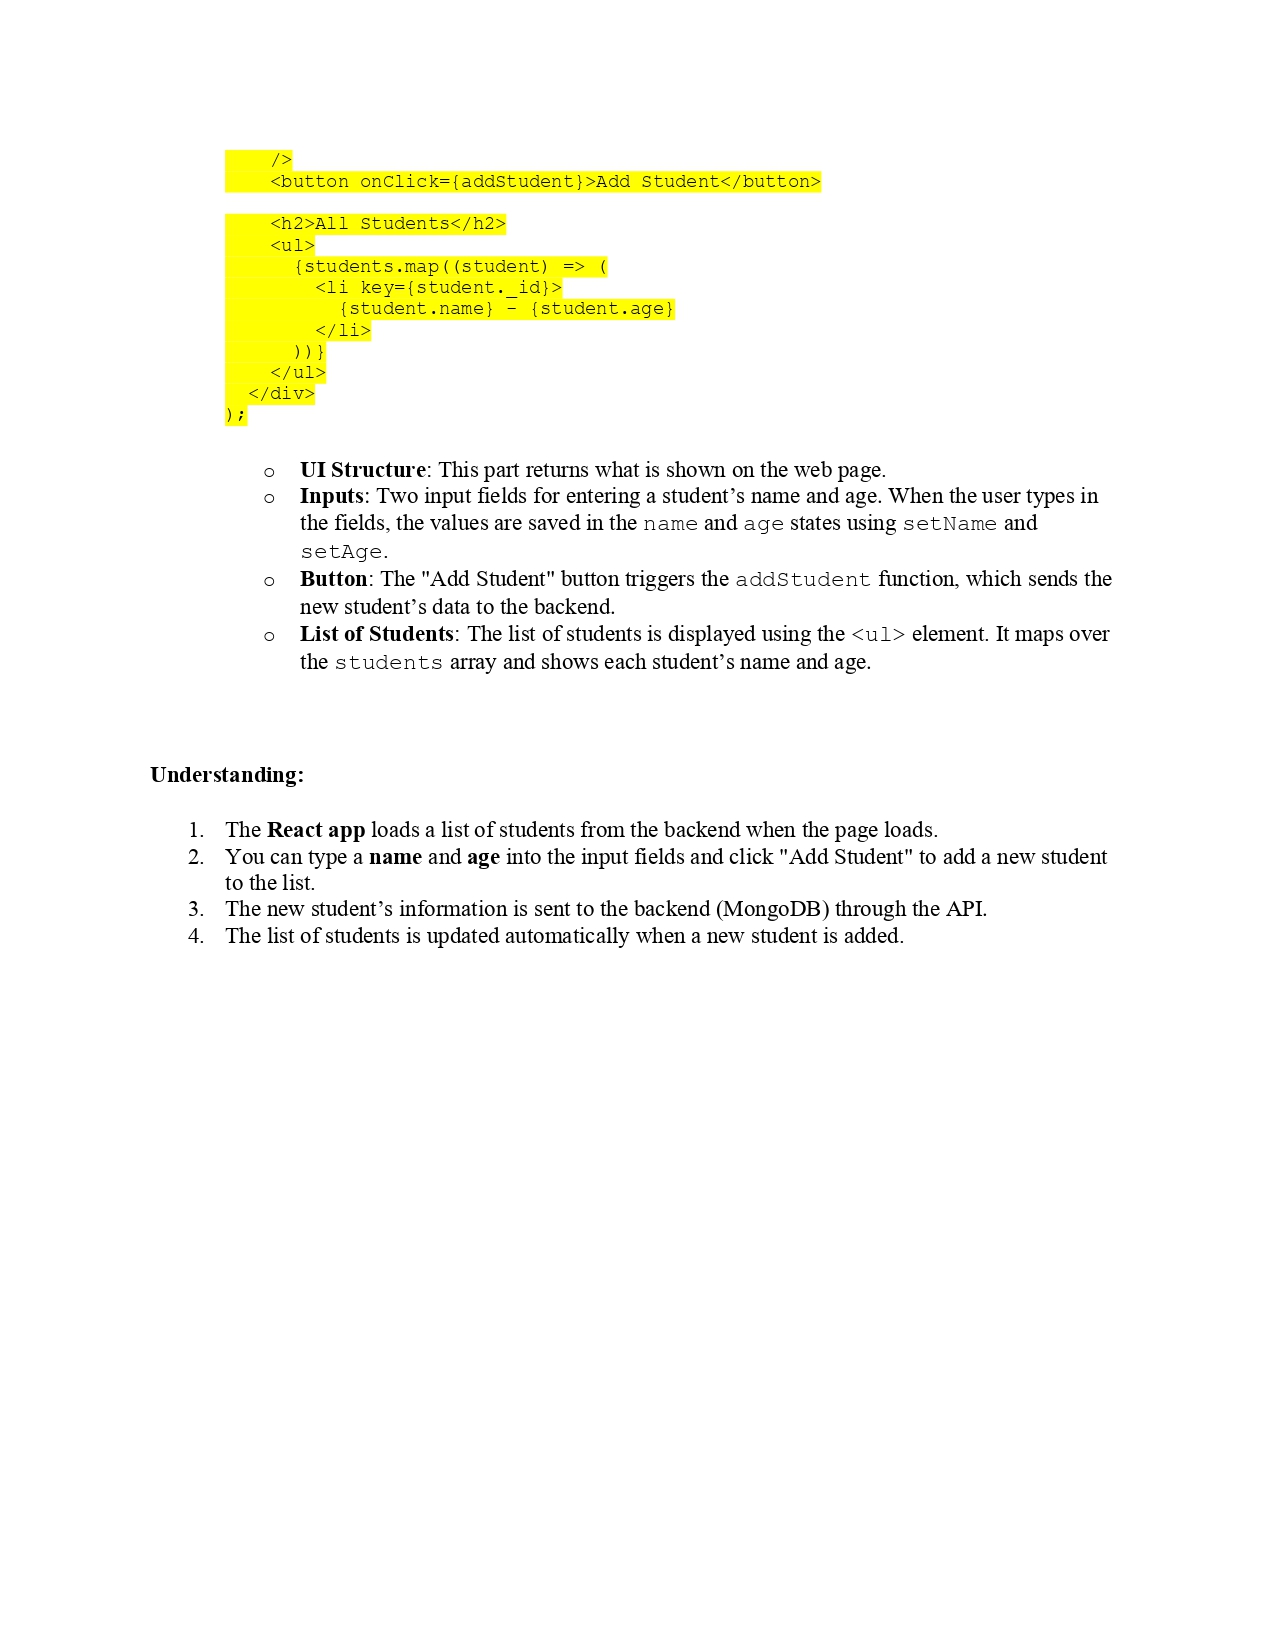 />
<button onClick={addStudent}>Add Student</button>
<h2>All Students</h2>
<ul>
{students.map((student) => (
<li key={student._id}>
{student.name} - {student.age}
</li>
))}
</ul>
</div>
);
o UI Structure: This part returns what is shown on the web page.
o Inputs: Two input fields for entering a student’s name and age. When the user types in
the fields, the values are saved in the name and age states using setName and
setAge.
o Button: The "Add Student" button triggers the addStudent function, which sends the
new student’s data to the backend.
o List of Students: The list of students is displayed using the <ul> element. It maps over
the students array and shows each student’s name and age.
Understanding:
1. The React app loads a list of students from the backend when the page loads.
2. You can type a name and age into the input fields and click "Add Student" to add a new student
to the list.
3. The new student’s information is sent to the backend (MongoDB) through the API.
4. The list of students is updated automatically when a new student is added.